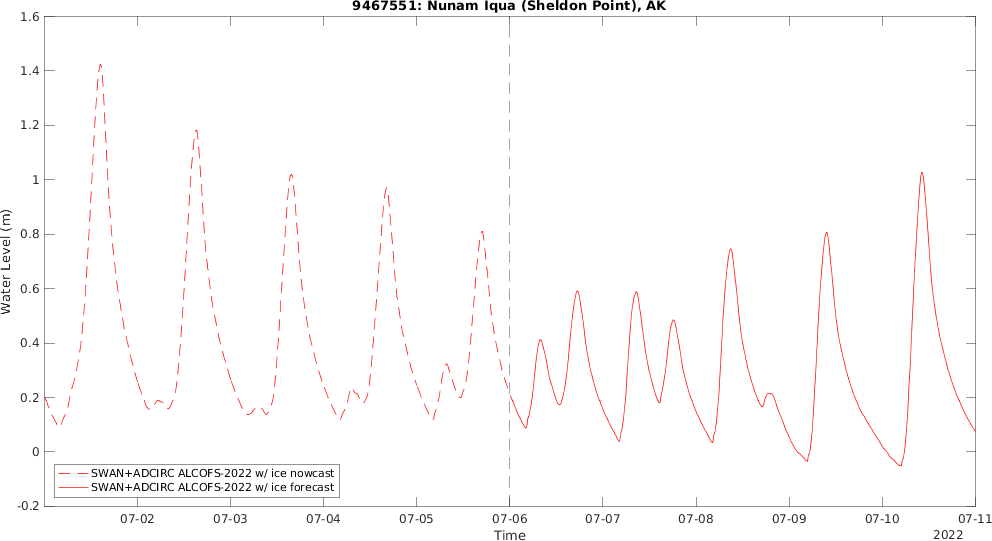 9467551: Nunam Iqua (Sheldon Point), AK
1.6
1.4
1.2
1
0.8
0.6
0.4
0.2
0
-0.2
Water Level (m)
SWAN+ADCIRC ALCOFS-2022 w/ ice nowcast
SWAN+ADCIRC ALCOFS-2022 w/ ice forecast
07-02 07-03 07-04 07-05 07-06 07-07 07-08 07-09 07-10 07-11
Time
2022